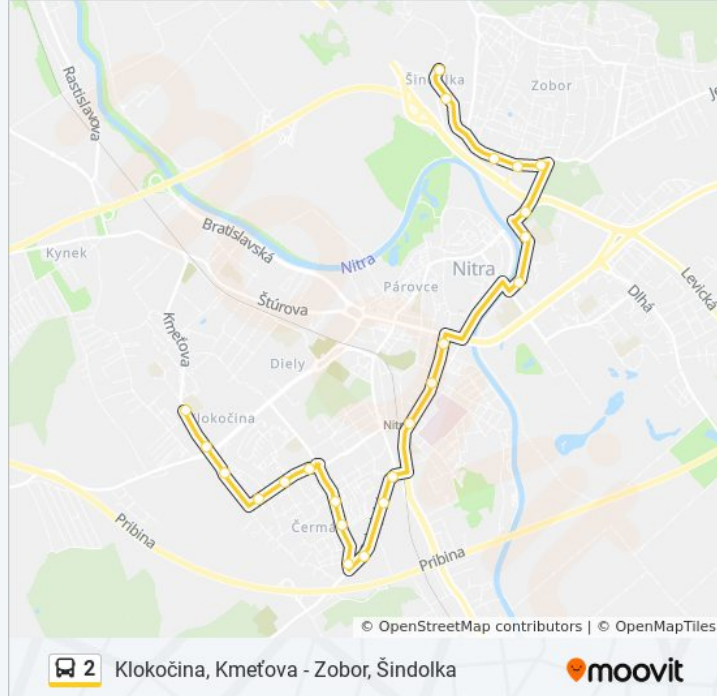 Šindolka
Zobor
Rastislavova
Bratislavská
Kynek
Nitra
Nitra
Párovce
Levická
Dlhá
Štúrova
Kmeťova
Diely
Klokočina
Nitra
Čermáň
Pribina
Pribina
© OpenStreetMap contributors | © OpenMapTiles
2 Klokočina, Kmeťova - Zobor, Šindolka
moovit